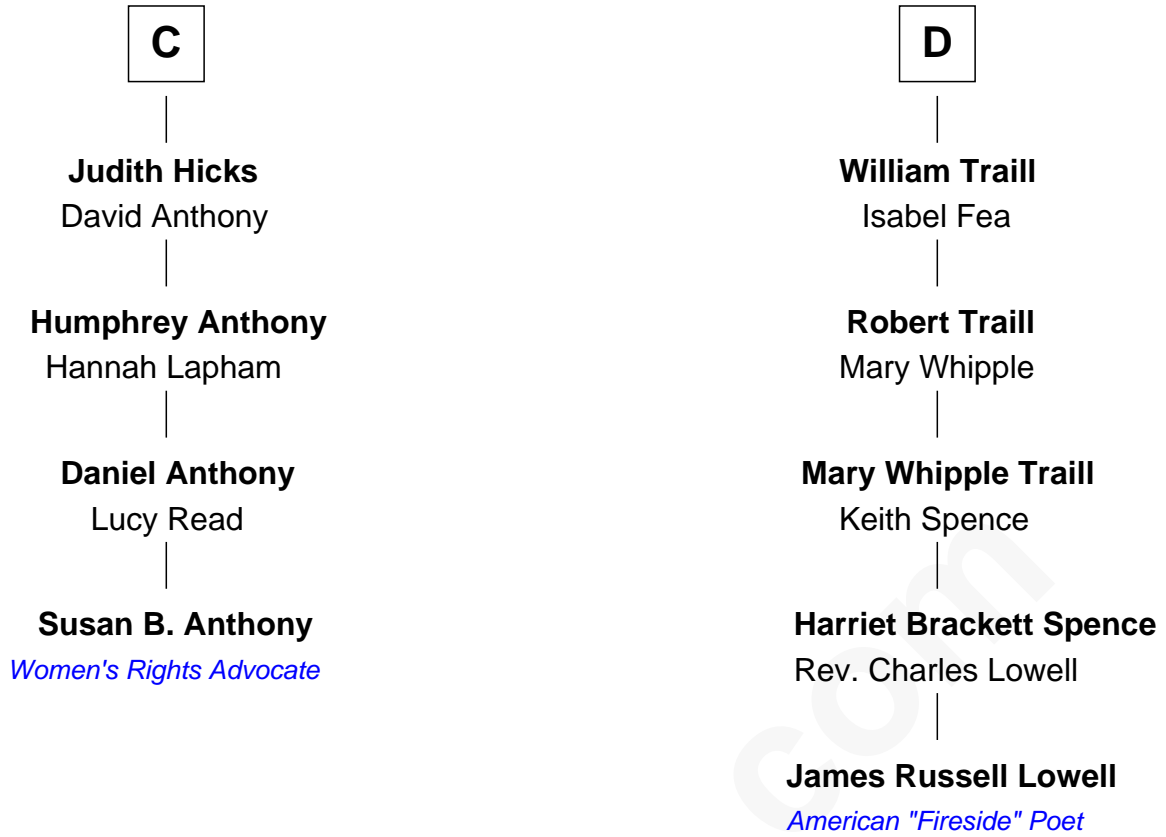 C
Judith Hicks
David Anthony
Humphrey Anthony
Hannah Lapham
Daniel Anthony
Lucy Read
Susan B. Anthony
Women's Rights Advocate
D
William Traill
Isabel Fea
Robert Traill
Mary Whipple
Mary Whipple Traill
Keith Spence
Harriet Brackett Spence
Rev. Charles Lowell
James Russell Lowell
American "Fireside" Poet
com